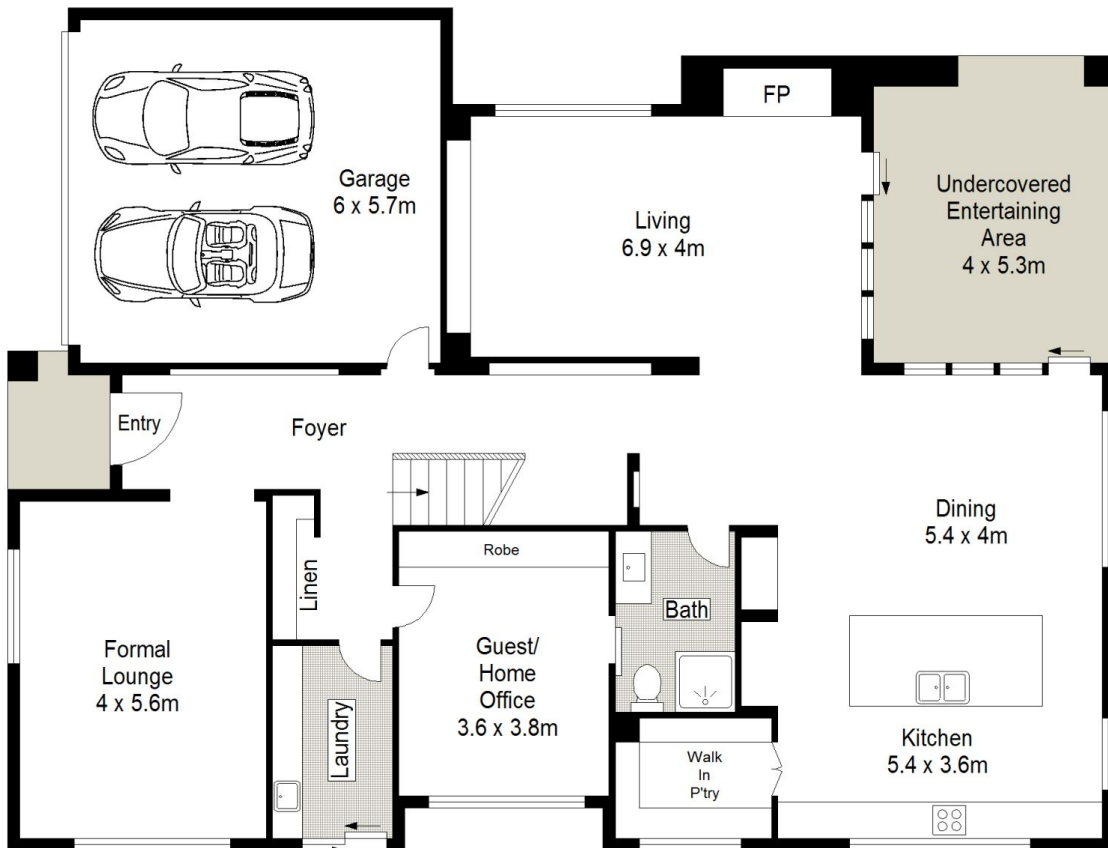 FP
Garage
6 x 5.7m
Living
6.9 x 4m
Undercovered
Entertaining
Area
4 x 5.3m
Entry
Foyer
Dining
5.4 x 4m
Robe
Linen
Bath
Formal
Lounge
4 x 5.6m
Guest/
Home
Office
3.6 x 3.8m
Laundry
Walk
In
P'try
Kitchen
5.4 x 3.6m